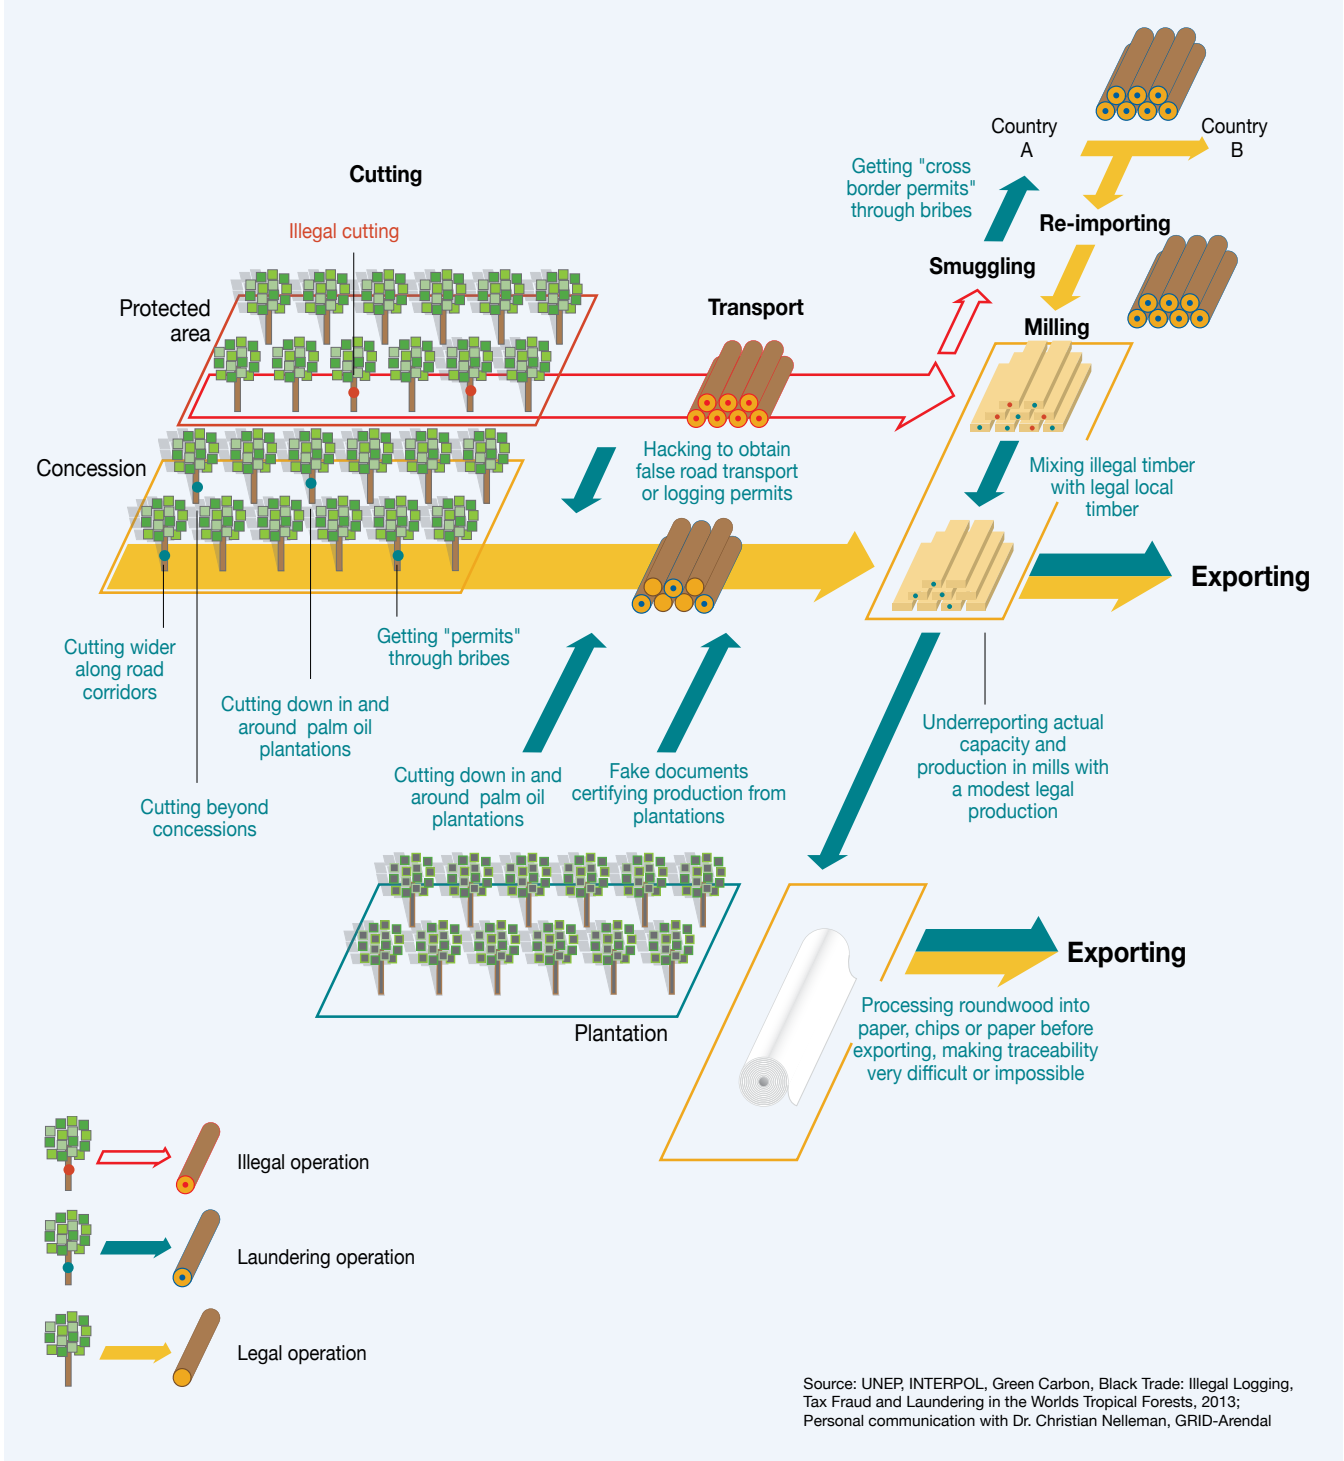 Cutting
Illegal cutting
Protected
area
Concession
Transport
Country
A
Country
B
Getting "cross
border permits"
through bribes
Re-importing
Smuggling
Milling
Hacking to obtain
false road transport
or logging permits
Mixing illegal timber
with legal local
timber
Exporting
Cutting wider
along road
corridors
Getting "permits"
through bribes
Cutting down in and
around palm oil
plantations
Cutting beyond
concessions
Cutting down in and
around palm oil
plantations
Fake documents
certifying production from
plantations
Underreporting actual
capacity and
production in mills with
a modest legal
production
Plantation
Exporting
Processing roundwood into
paper, chips or paper before
exporting, making traceability
very difficult or impossible
Illegal operation
Laundering operation
Legal operation
Source: UNEP, INTERPOL, Green Carbon, Black Trade: Illegal Logging,
Tax Fraud and Laundering in the Worlds Tropical Forests, 2013;
Personal communication with Dr. Christian Nelleman, GRID-Arendal